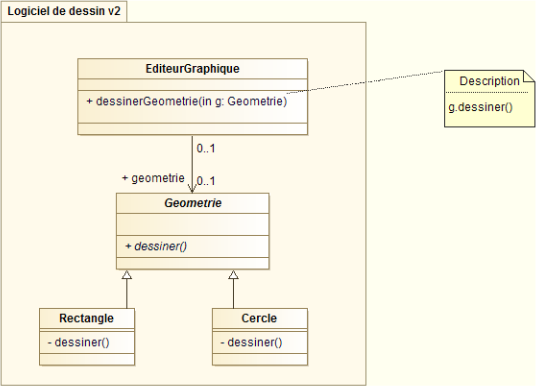 Logiciel de dessin v2
EditeurGraphique
+ dessinerGeometrie(in g: Geometrie)
Description
g.dessiner()
0..1
+ geometrie
0..1
Geometrie
+ dessiner()
Rectangle
- dessiner()
Cercle
- dessiner()